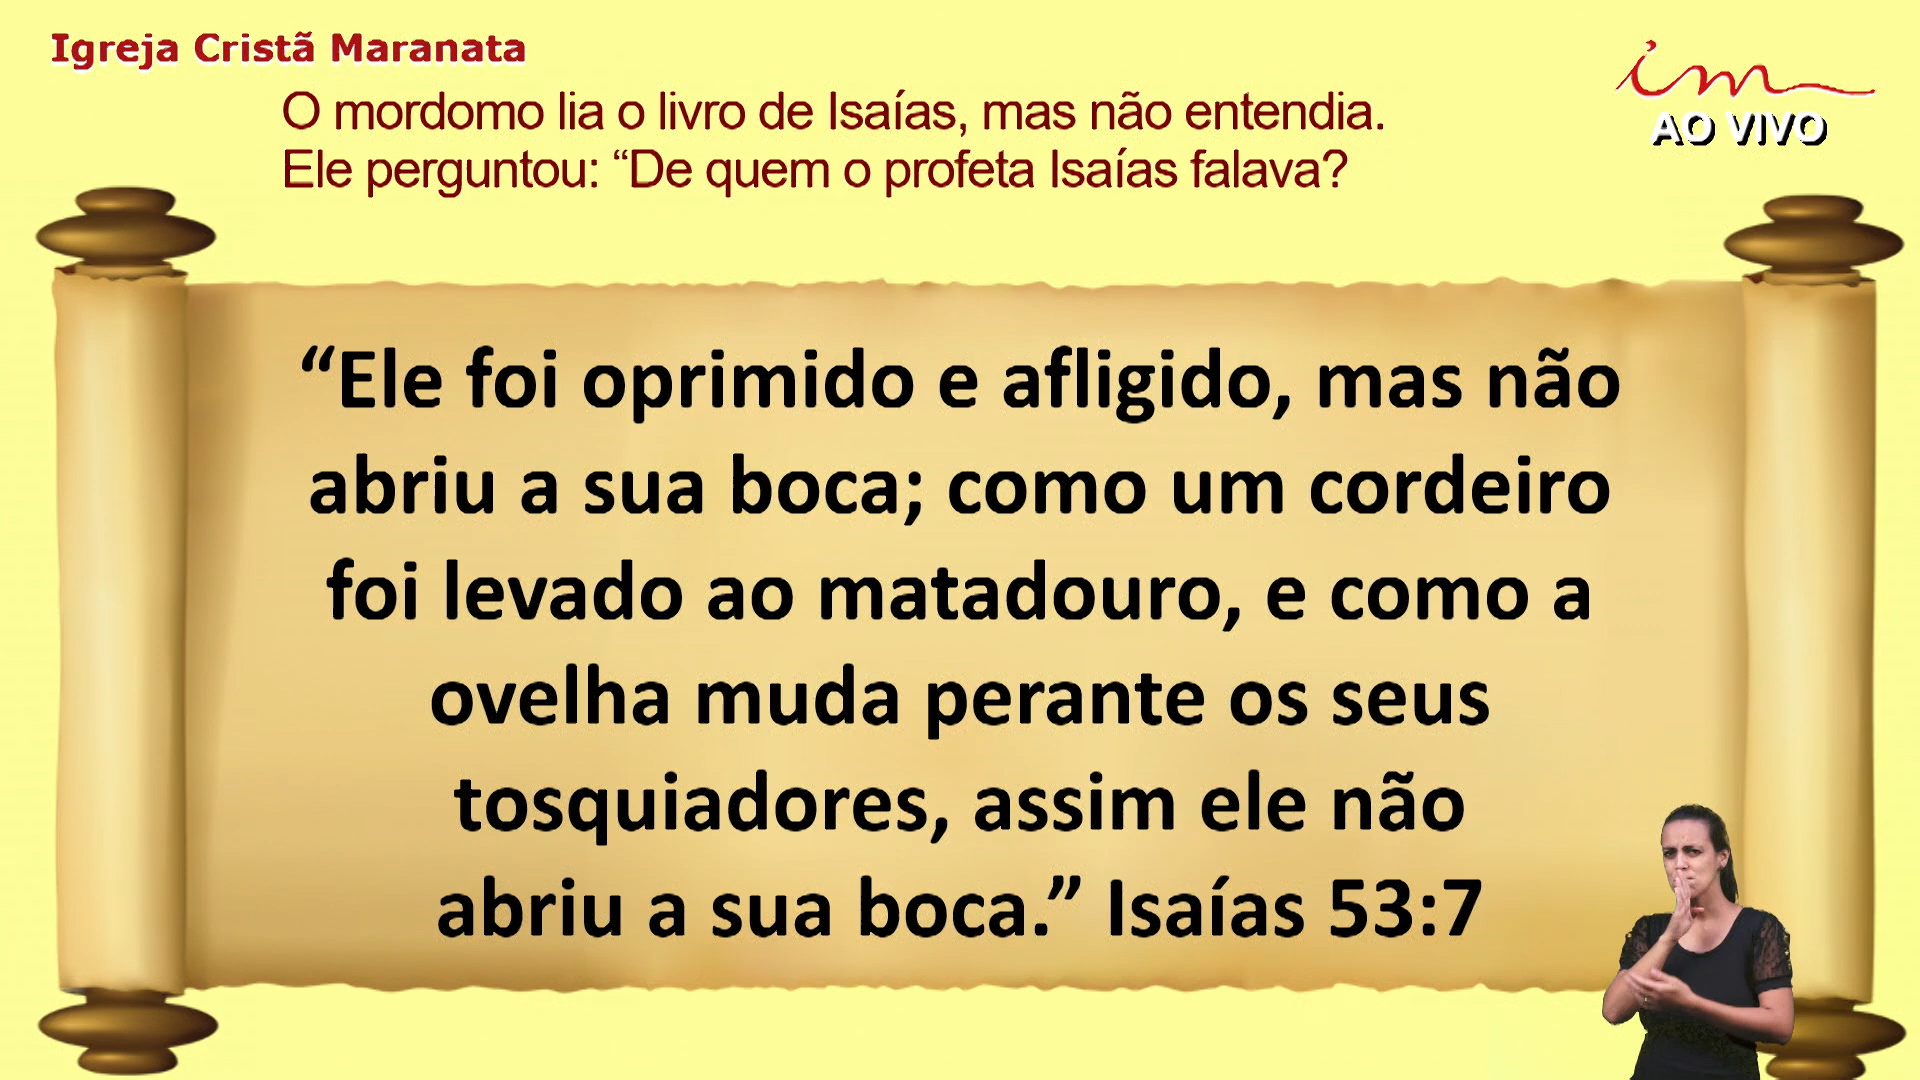 Igreja Cristã Maranata
im
AO VIVO
O mordomo lia o livro de Isaías, mas não entendia.
Ele perguntou: “De quem o profeta Isaías falava?
“Ele foi oprimido e afligido, mas não
abriu a sua boca; como um cordeiro
foi levado ao matadouro, e como a
ovelha muda perante os seus
tosquiadores, assim ele não
abriu a sua boca.” Isaías 53:7